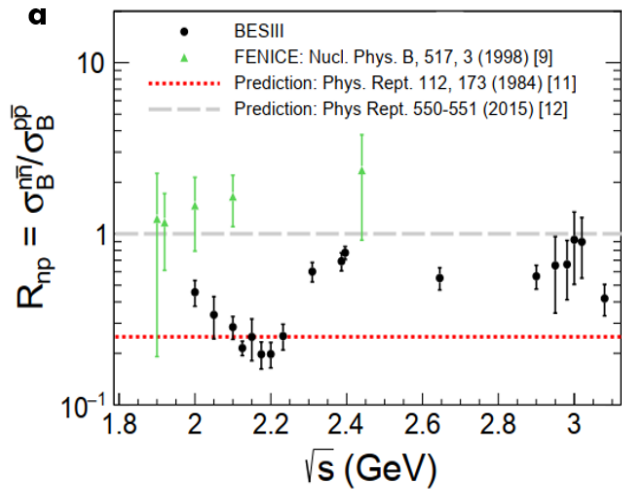 a
BESIII
FENICE: Nucl. Phys. B, 517, 3 (1998) [9]
Prediction: Phys. Rept. 112, 173 (1984) [11]
Prediction: Phys Rept. 550-551 (2015) [12]
R_np = σ_B^{nn̅}/σ_B^{pp̅}
10
1
10⁻¹
1.8 2 2.2 2.4 2.6 2.8 3
√s (GeV)